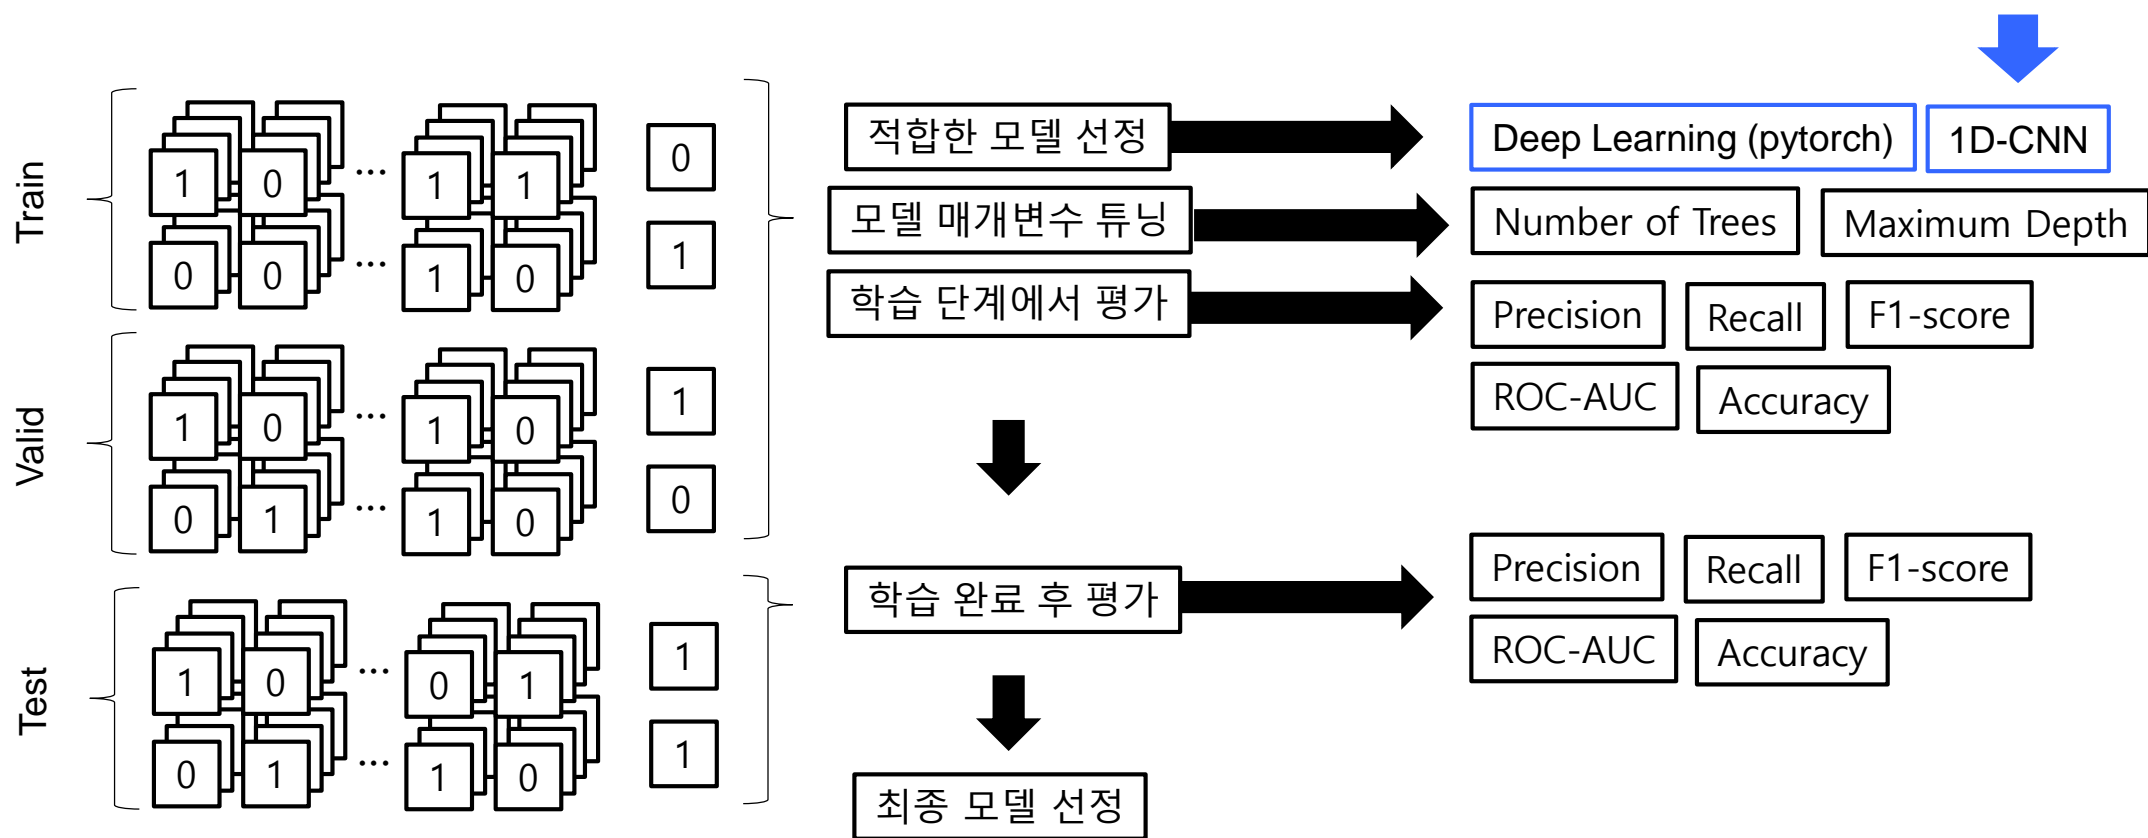 Train
1 0 ... 1 1 0
0 0 ... 1 0 1
Valid
1 0 ... 1 0 1
0 1 ... 1 0 0
Test
1 0 ... 0 1 1
0 1 ... 1 0 1
적합한 모델 선정
Deep Learning (pytorch) 1D-CNN
모델 매개변수 튜닝
Number of Trees Maximum Depth
학습 단계에서 평가
Precision Recall F1-score
ROC-AUC Accuracy
학습 완료 후 평가
Precision Recall F1-score
ROC-AUC Accuracy
최종 모델 선정